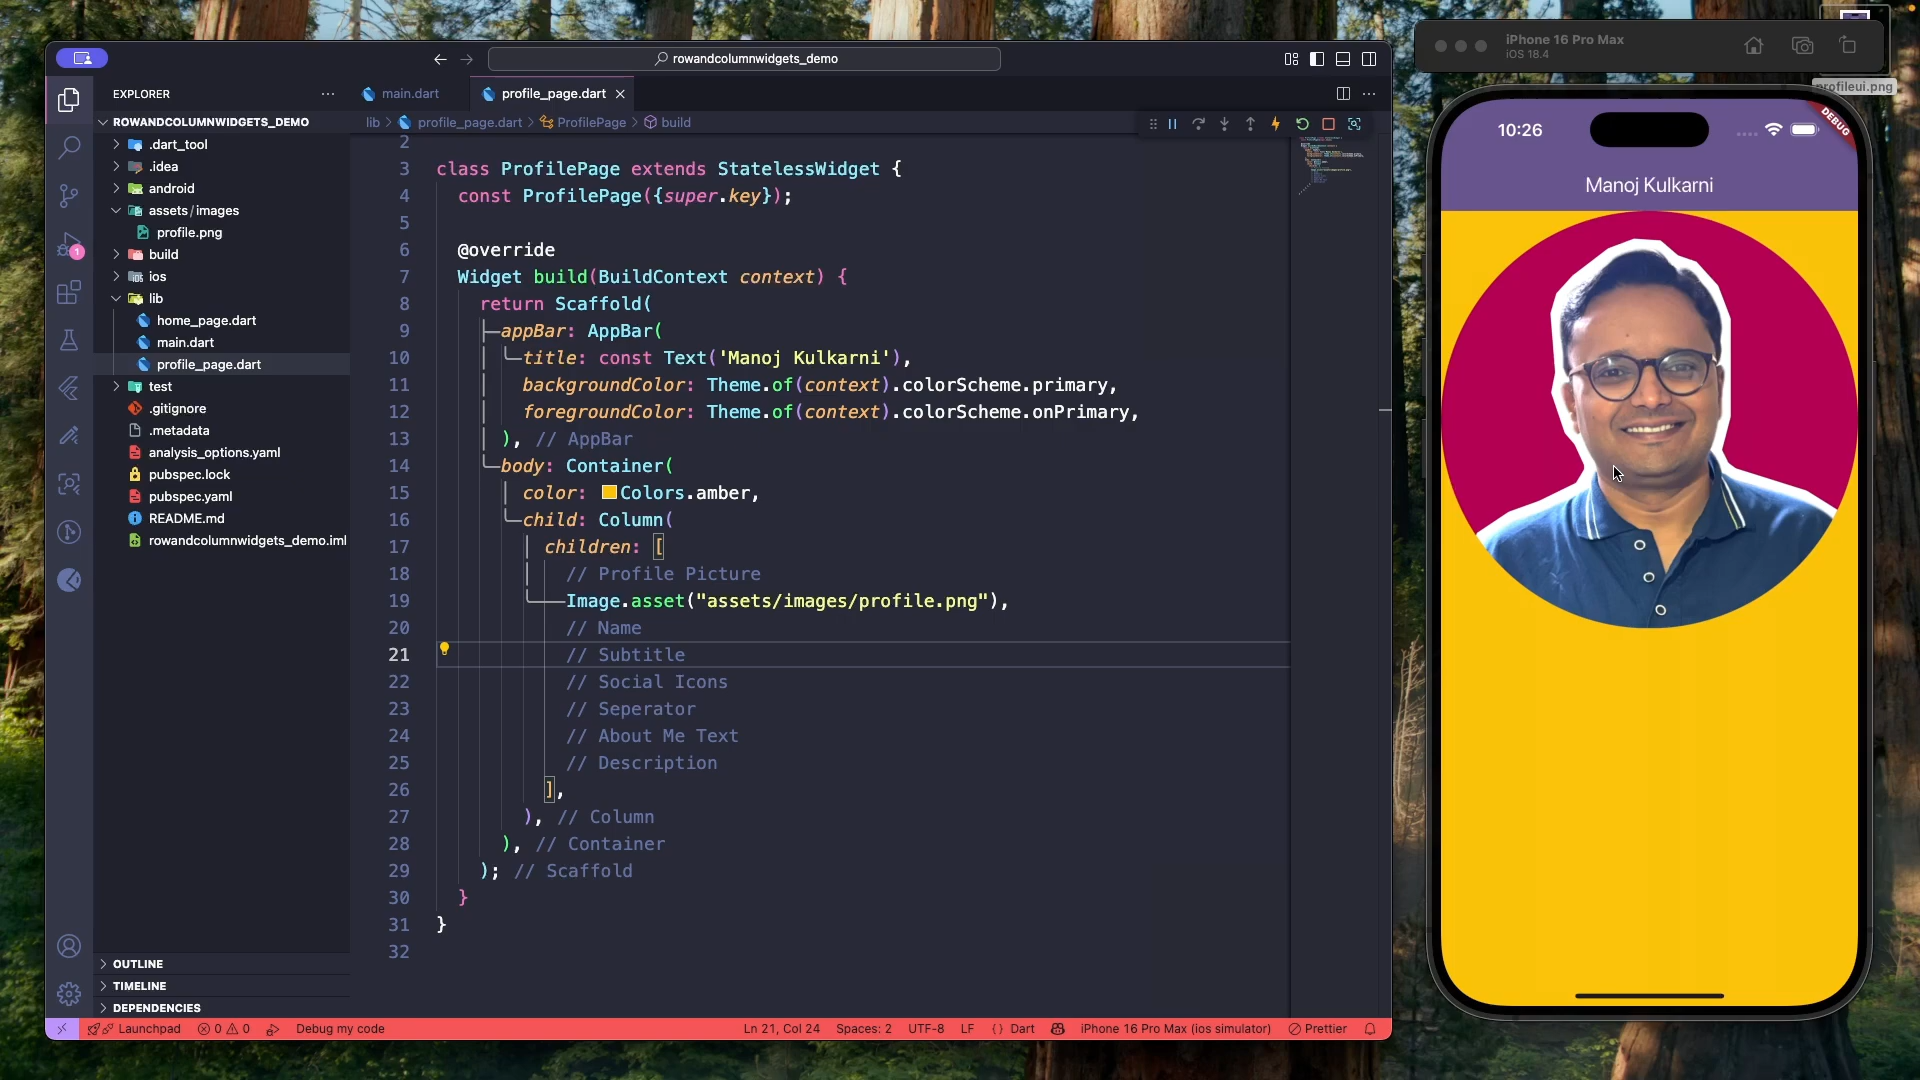 rowandcolumnwidgets_demo
iPhone 16 Pro Max
iOS 18.4
profileui.png
EXPLORER
main.dart
profile_page.dart
ROWANDCOLUMNWIDGETS_DEMO
lib > profile_page.dart > ProfilePage > build
.dart_tool
.idea
android
assets/images
profile.png
build
ios
lib
home_page.dart
main.dart
profile_page.dart
test
.gitignore
.metadata
analysis_options.yaml
pubspec.lock
pubspec.yaml
README.md
rowandcolumnwidgets_demo.iml
OUTLINE
TIMELINE
DEPENDENCIES
1
2
3 class ProfilePage extends StatelessWidget {
4 const ProfilePage({super.key});
5
6 @override
7 Widget build(BuildContext context) {
8 return Scaffold(
9 appBar: AppBar(
10 title: const Text('Manoj Kulkarni'),
11 backgroundColor: Theme.of(context).colorScheme.primary,
12 foregroundColor: Theme.of(context).colorScheme.onPrimary,
13 ), // AppBar
14 body: Container(
15 color: Colors.amber,
16 child: Column(
17 children: [
18 // Profile Picture
19 Image.asset("assets/images/profile.png"),
20 // Name
21 // Subtitle
22 // Social Icons
23 // Seperator
24 // About Me Text
25 // Description
26 ],
27 ), // Column
28 ), // Container
29 ); // Scaffold
30 }
31 }
32
10:26
DEBUG
Manoj Kulkarni
Launchpad
0 0
Debug my code
Ln 21, Col 24
Spaces: 2
UTF-8
LF
{} Dart
iPhone 16 Pro Max (ios simulator)
Prettier